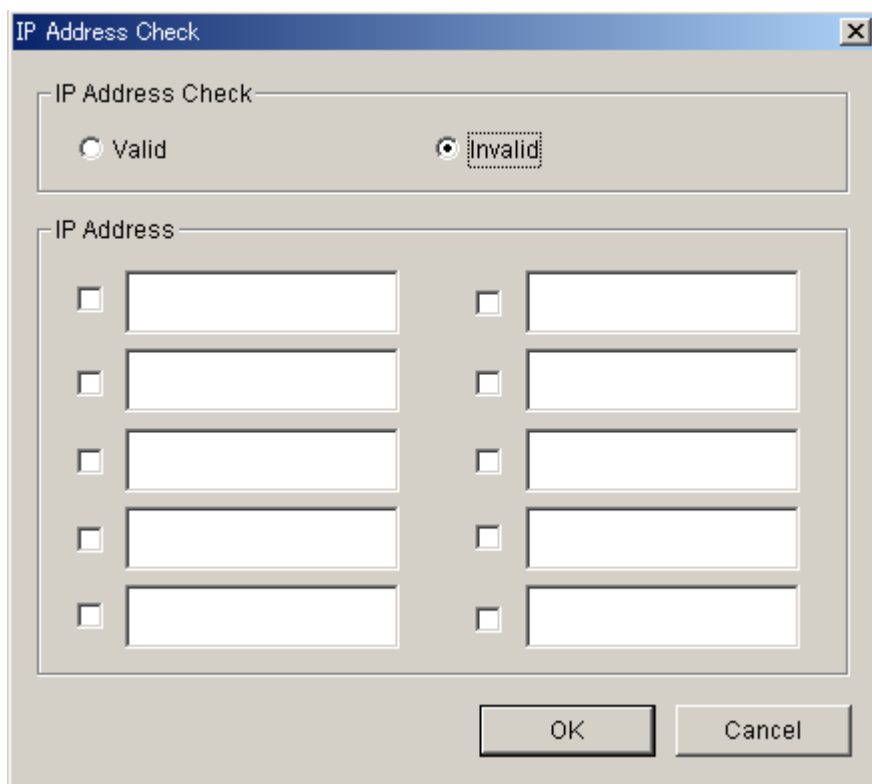 IP Address Check
IP Address Check
Valid Invalid
IP Address
OK Cancel